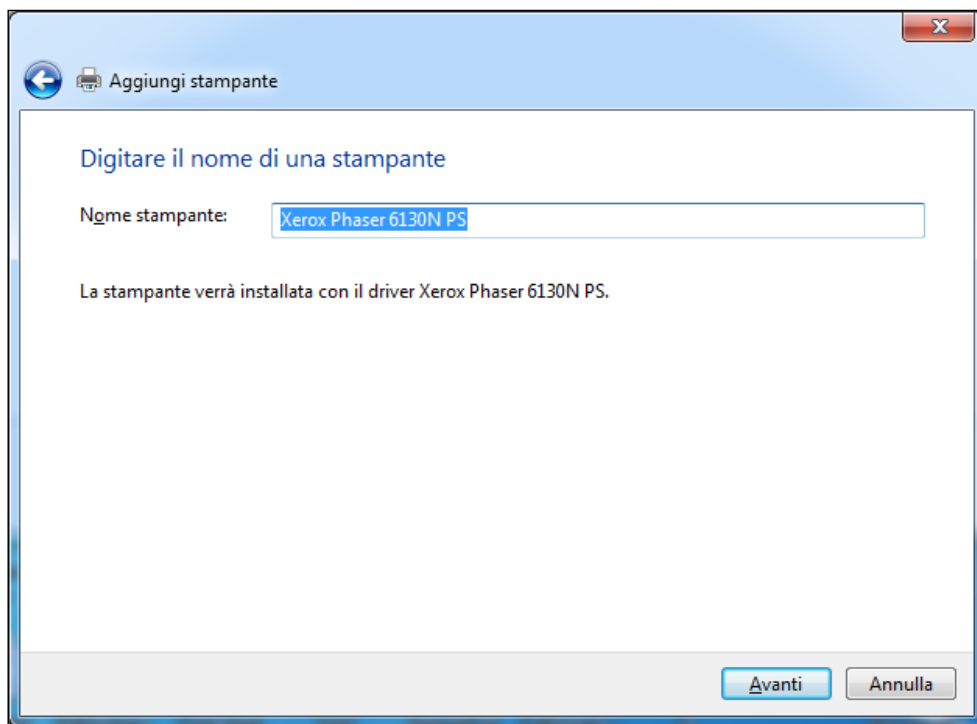 Aggiungi stampante
Digitare il nome di una stampante
Nome stampante: Xerox Phaser 6130N PS
La stampante verrà installata con il driver Xerox Phaser 6130N PS.
Avanti Annulla